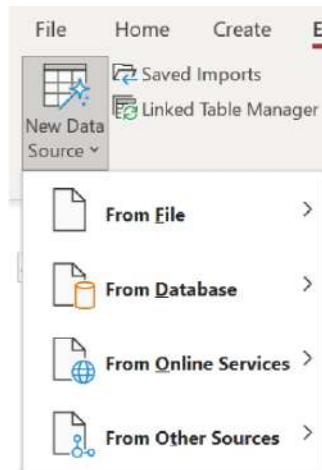 File Home Create E
Saved Imports
Linked Table Manager
New Data
Source
From File
From Database
From Online Services
From Other Sources